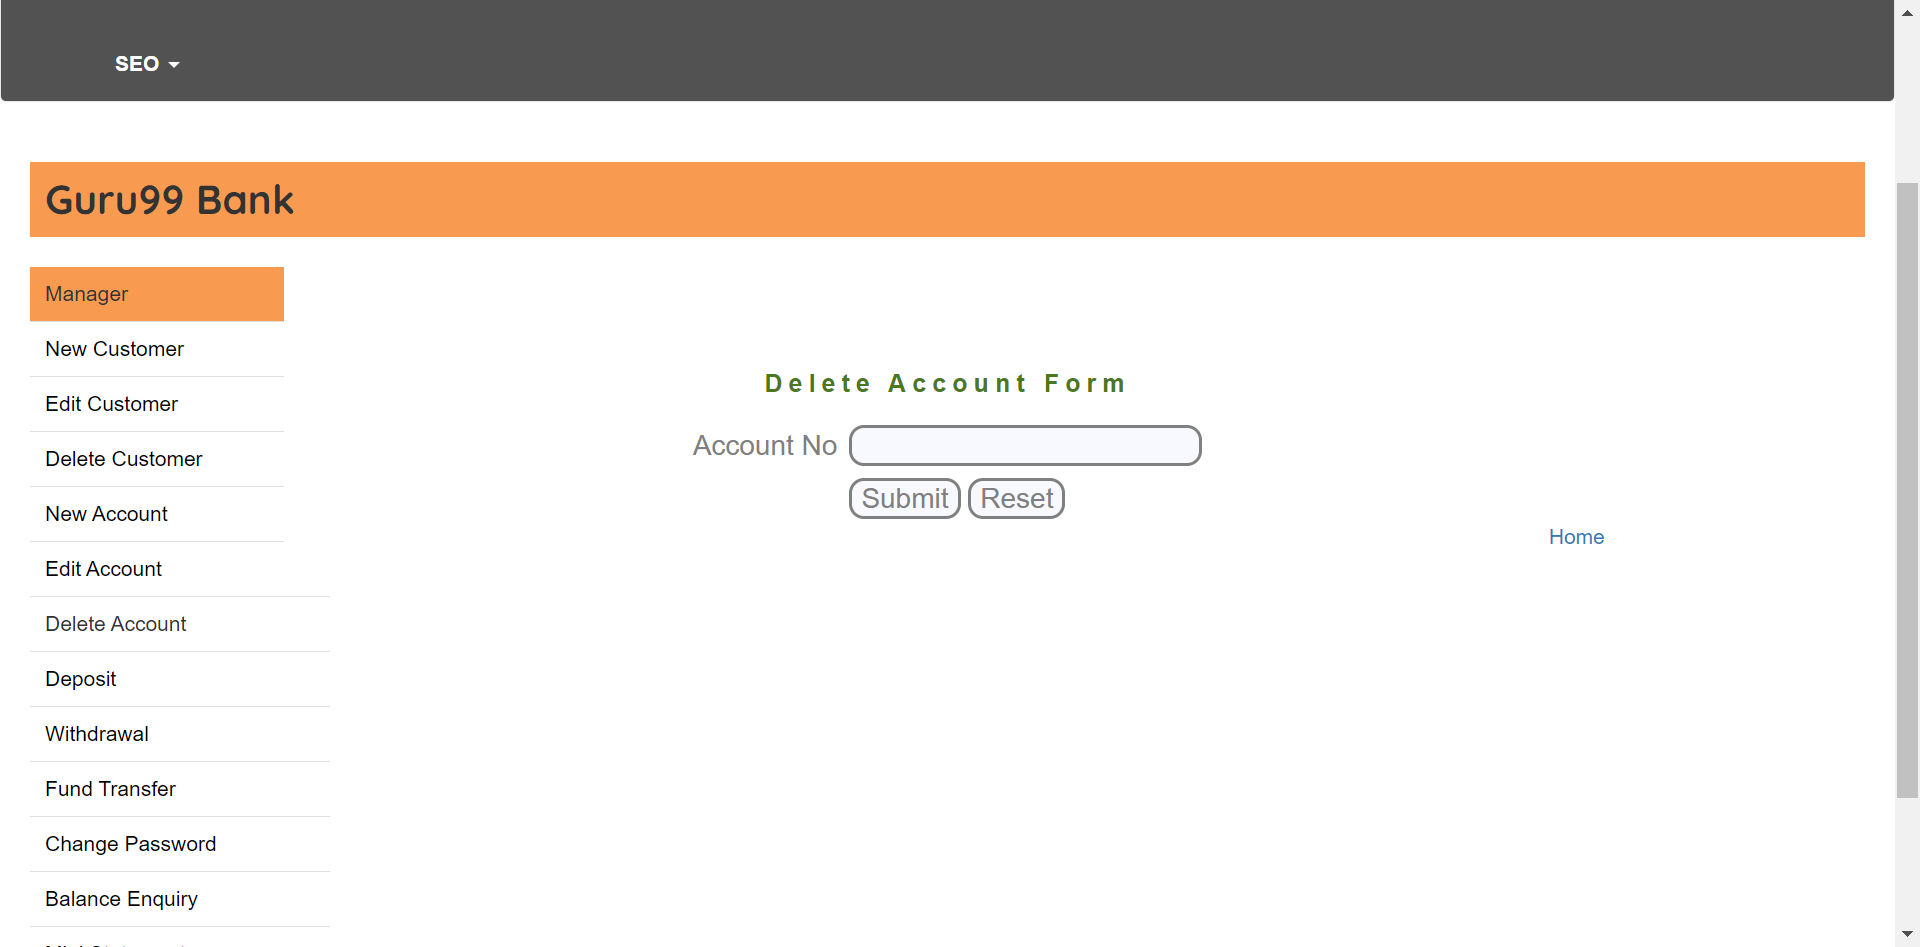 SEO
Guru99 Bank
Manager
New Customer
Edit Customer
Delete Customer
New Account
Edit Account
Delete Account
Deposit
Withdrawal
Fund Transfer
Change Password
Balance Enquiry
Delete Account Form
Account No
Submit Reset
Home